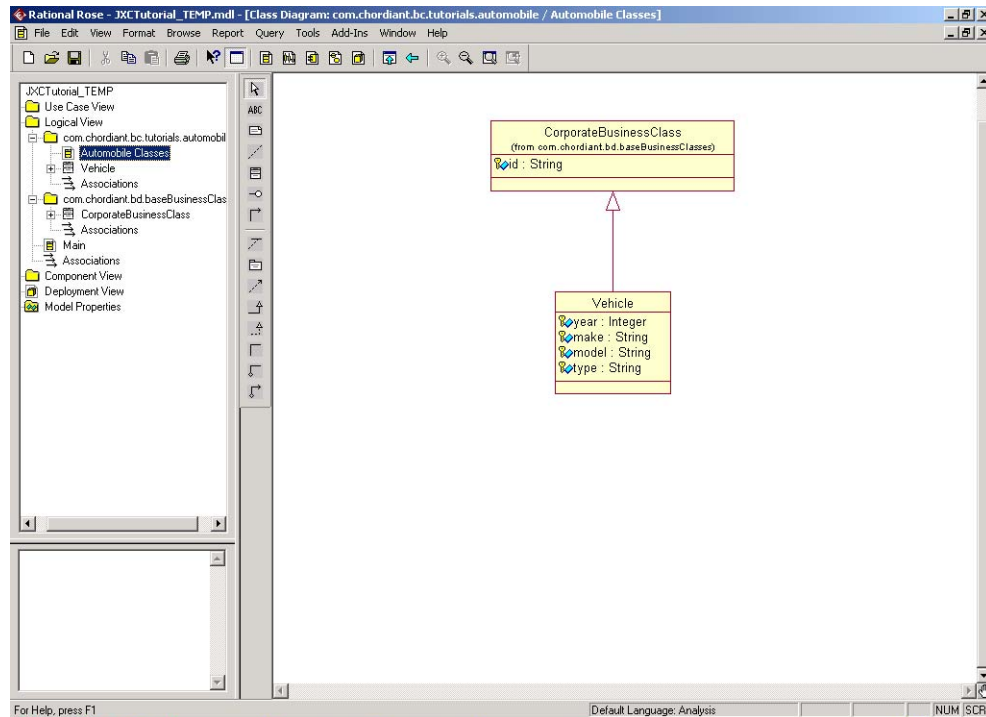 Rational Rose - JXCTutorial_TEMP.mdl - [Class Diagram: com.chordiant.bc.tutorials.automobile / Automobile Classes]
File Edit View Format Browse Report Query Tools Add-Ins Window Help
JXCTutorial_TEMP
Use Case View
Logical View
com.chordiant.bc.tutorials.automobil
Automobile Classes
Vehicle
Associations
com.chordiant.bd.baseBusinessClas
CorporateBusinessClass
Associations
Main
Associations
Component View
Deployment View
Model Properties
ABC
CorporateBusinessClass
(from com.chordiant.bd.baseBusinessClasses)
id : String
Vehicle
year : Integer
make : String
model : String
type : String
For Help, press F1
Default Language: Analysis
NUM SCR